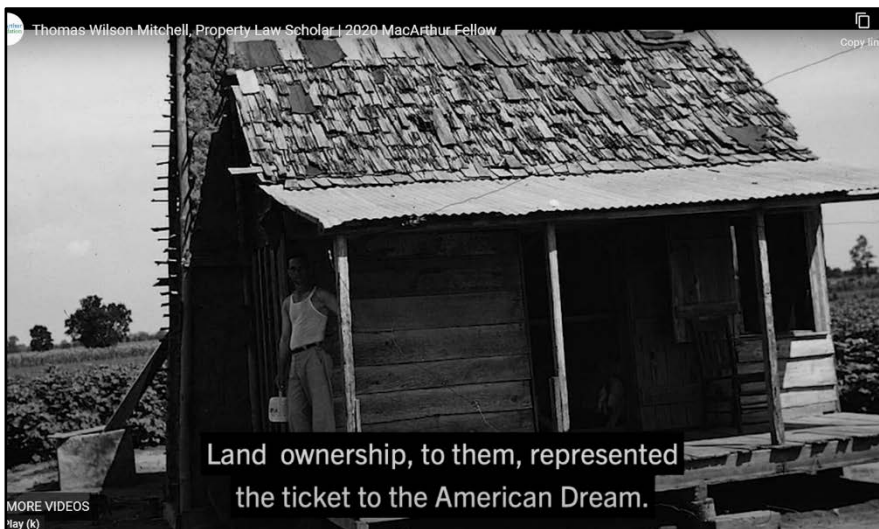 Thomas Wilson Mitchell, Property Law Scholar | 2020 MacArthur Fellow
Copy lin
Land ownership, to them, represented
the ticket to the American Dream.
MORE VIDEOS
Play (k)